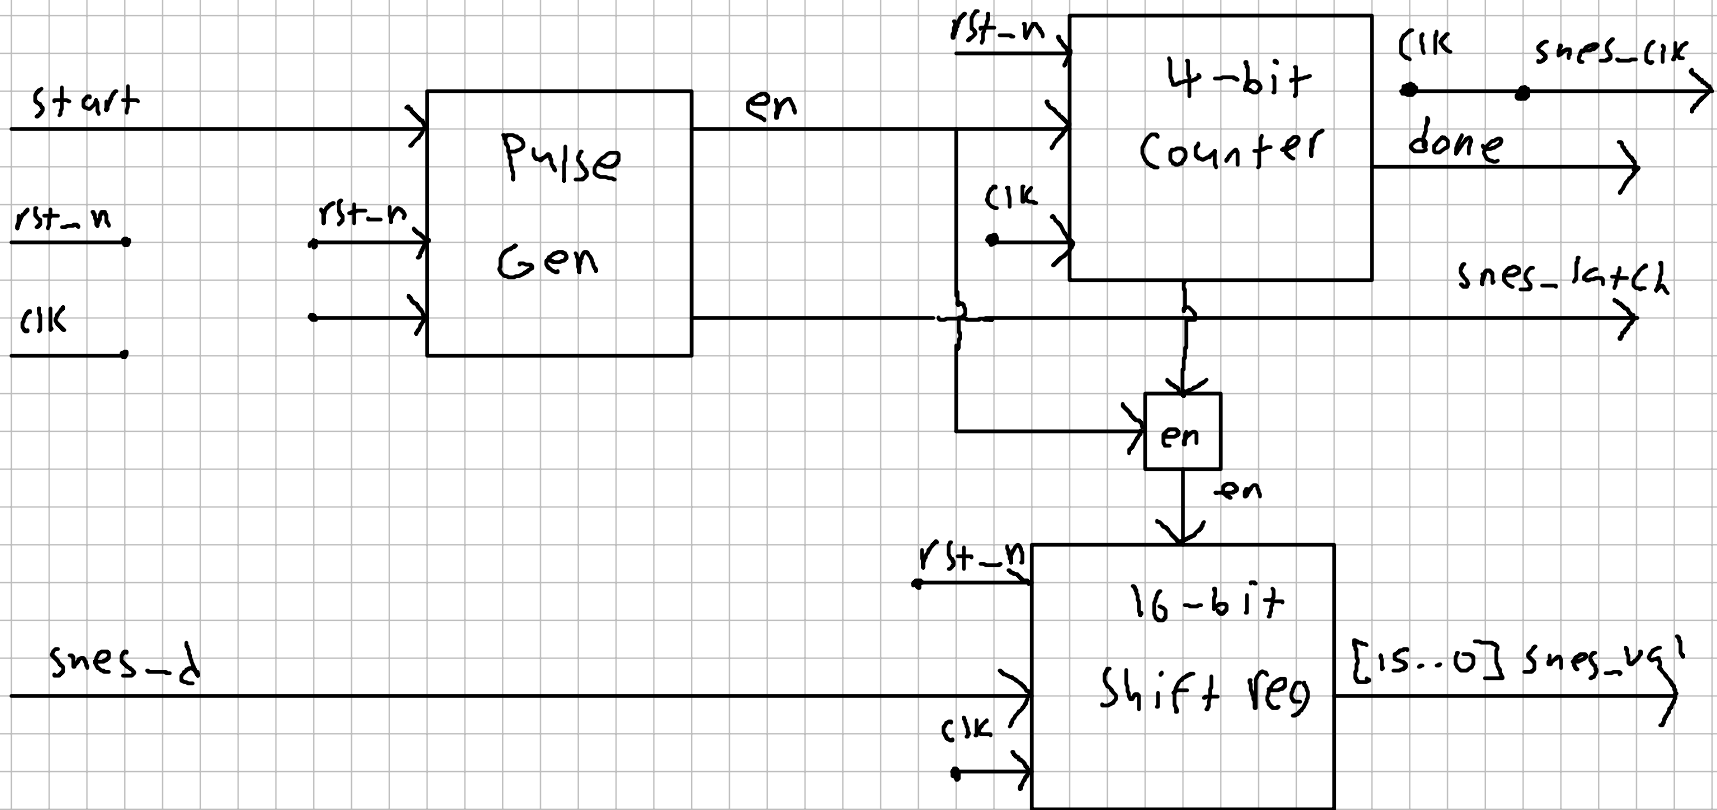 rst_n
4-bit
Counter
clk
snes_clk
start
Pulse
Gen
en
done
clk
rst_n
rst_n
clk
snes_latch
en
en
rst_n
16-bit
shift reg
snes_d
clk
[15..0] snes_val